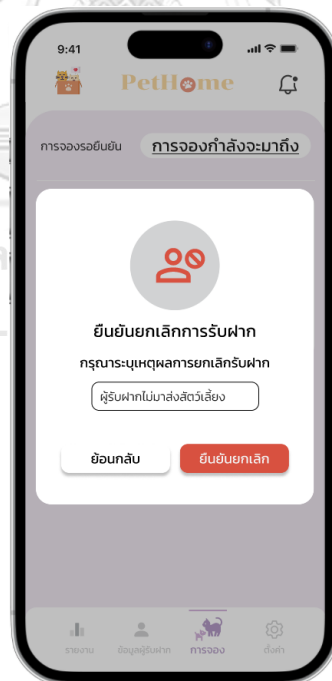 9:41
PetHome
การจองรอยืนยัน การจองกำลังจะมาถึง
ยืนยันยกเลิกการรับฝาก
กรุณาระบุเหตุผลการยกเลิกรับฝาก
ผู้รับฝากไม่มาส่งสัตว์เลี้ยง
ย้อนกลับ ยืนยันยกเลิก
รายงาน ข้อมูลผู้รับฝาก การจอง ตั้งค่า